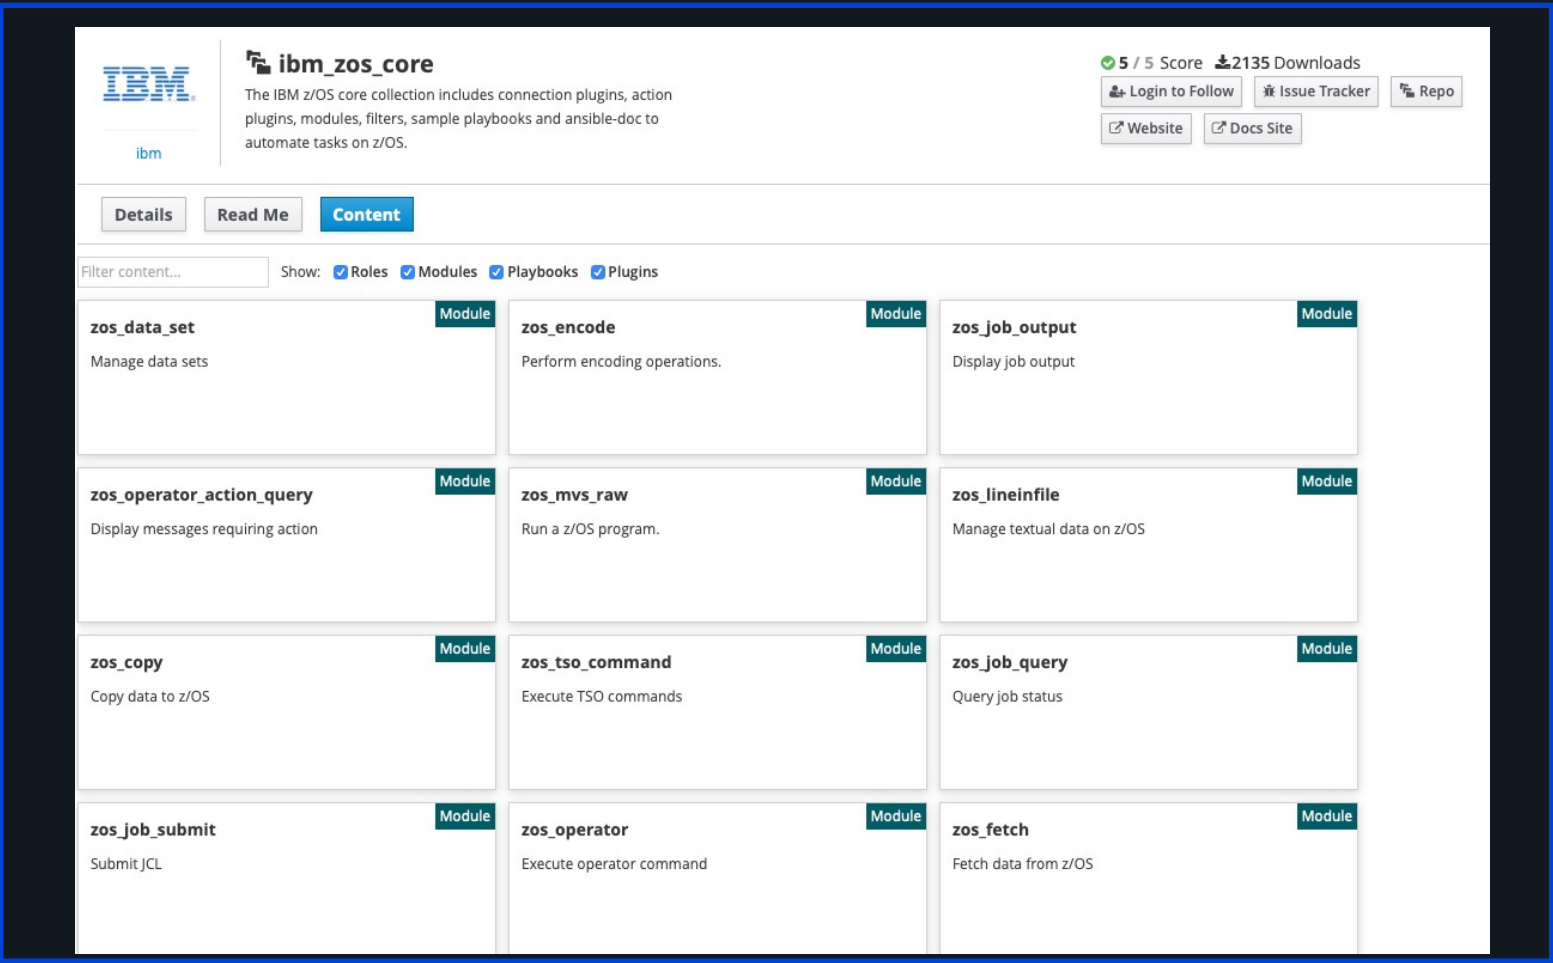 IBM
ibm
ibm_zos_core
The IBM z/OS core collection includes connection plugins, action
plugins, modules, filters, sample playbooks and ansible-doc to
automate tasks on z/OS.
5 / 5 Score 2135 Downloads
Login to Follow Issue Tracker Repo
Website Docs Site
Details Read Me Content
Filter content... Show: Roles Modules Playbooks Plugins
zos_data_set Module
Manage data sets
zos_encode Module
Perform encoding operations.
zos_job_output Module
Display job output
zos_operator_action_query Module
Display messages requiring action
zos_mvs_raw Module
Run a z/OS program.
zos_lineinfile Module
Manage textual data on z/OS
zos_copy Module
Copy data to z/OS
zos_tso_command Module
Execute TSO commands
zos_job_query Module
Query job status
zos_job_submit Module
Submit JCL
zos_operator Module
Execute operator command
zos_fetch Module
Fetch data from z/OS